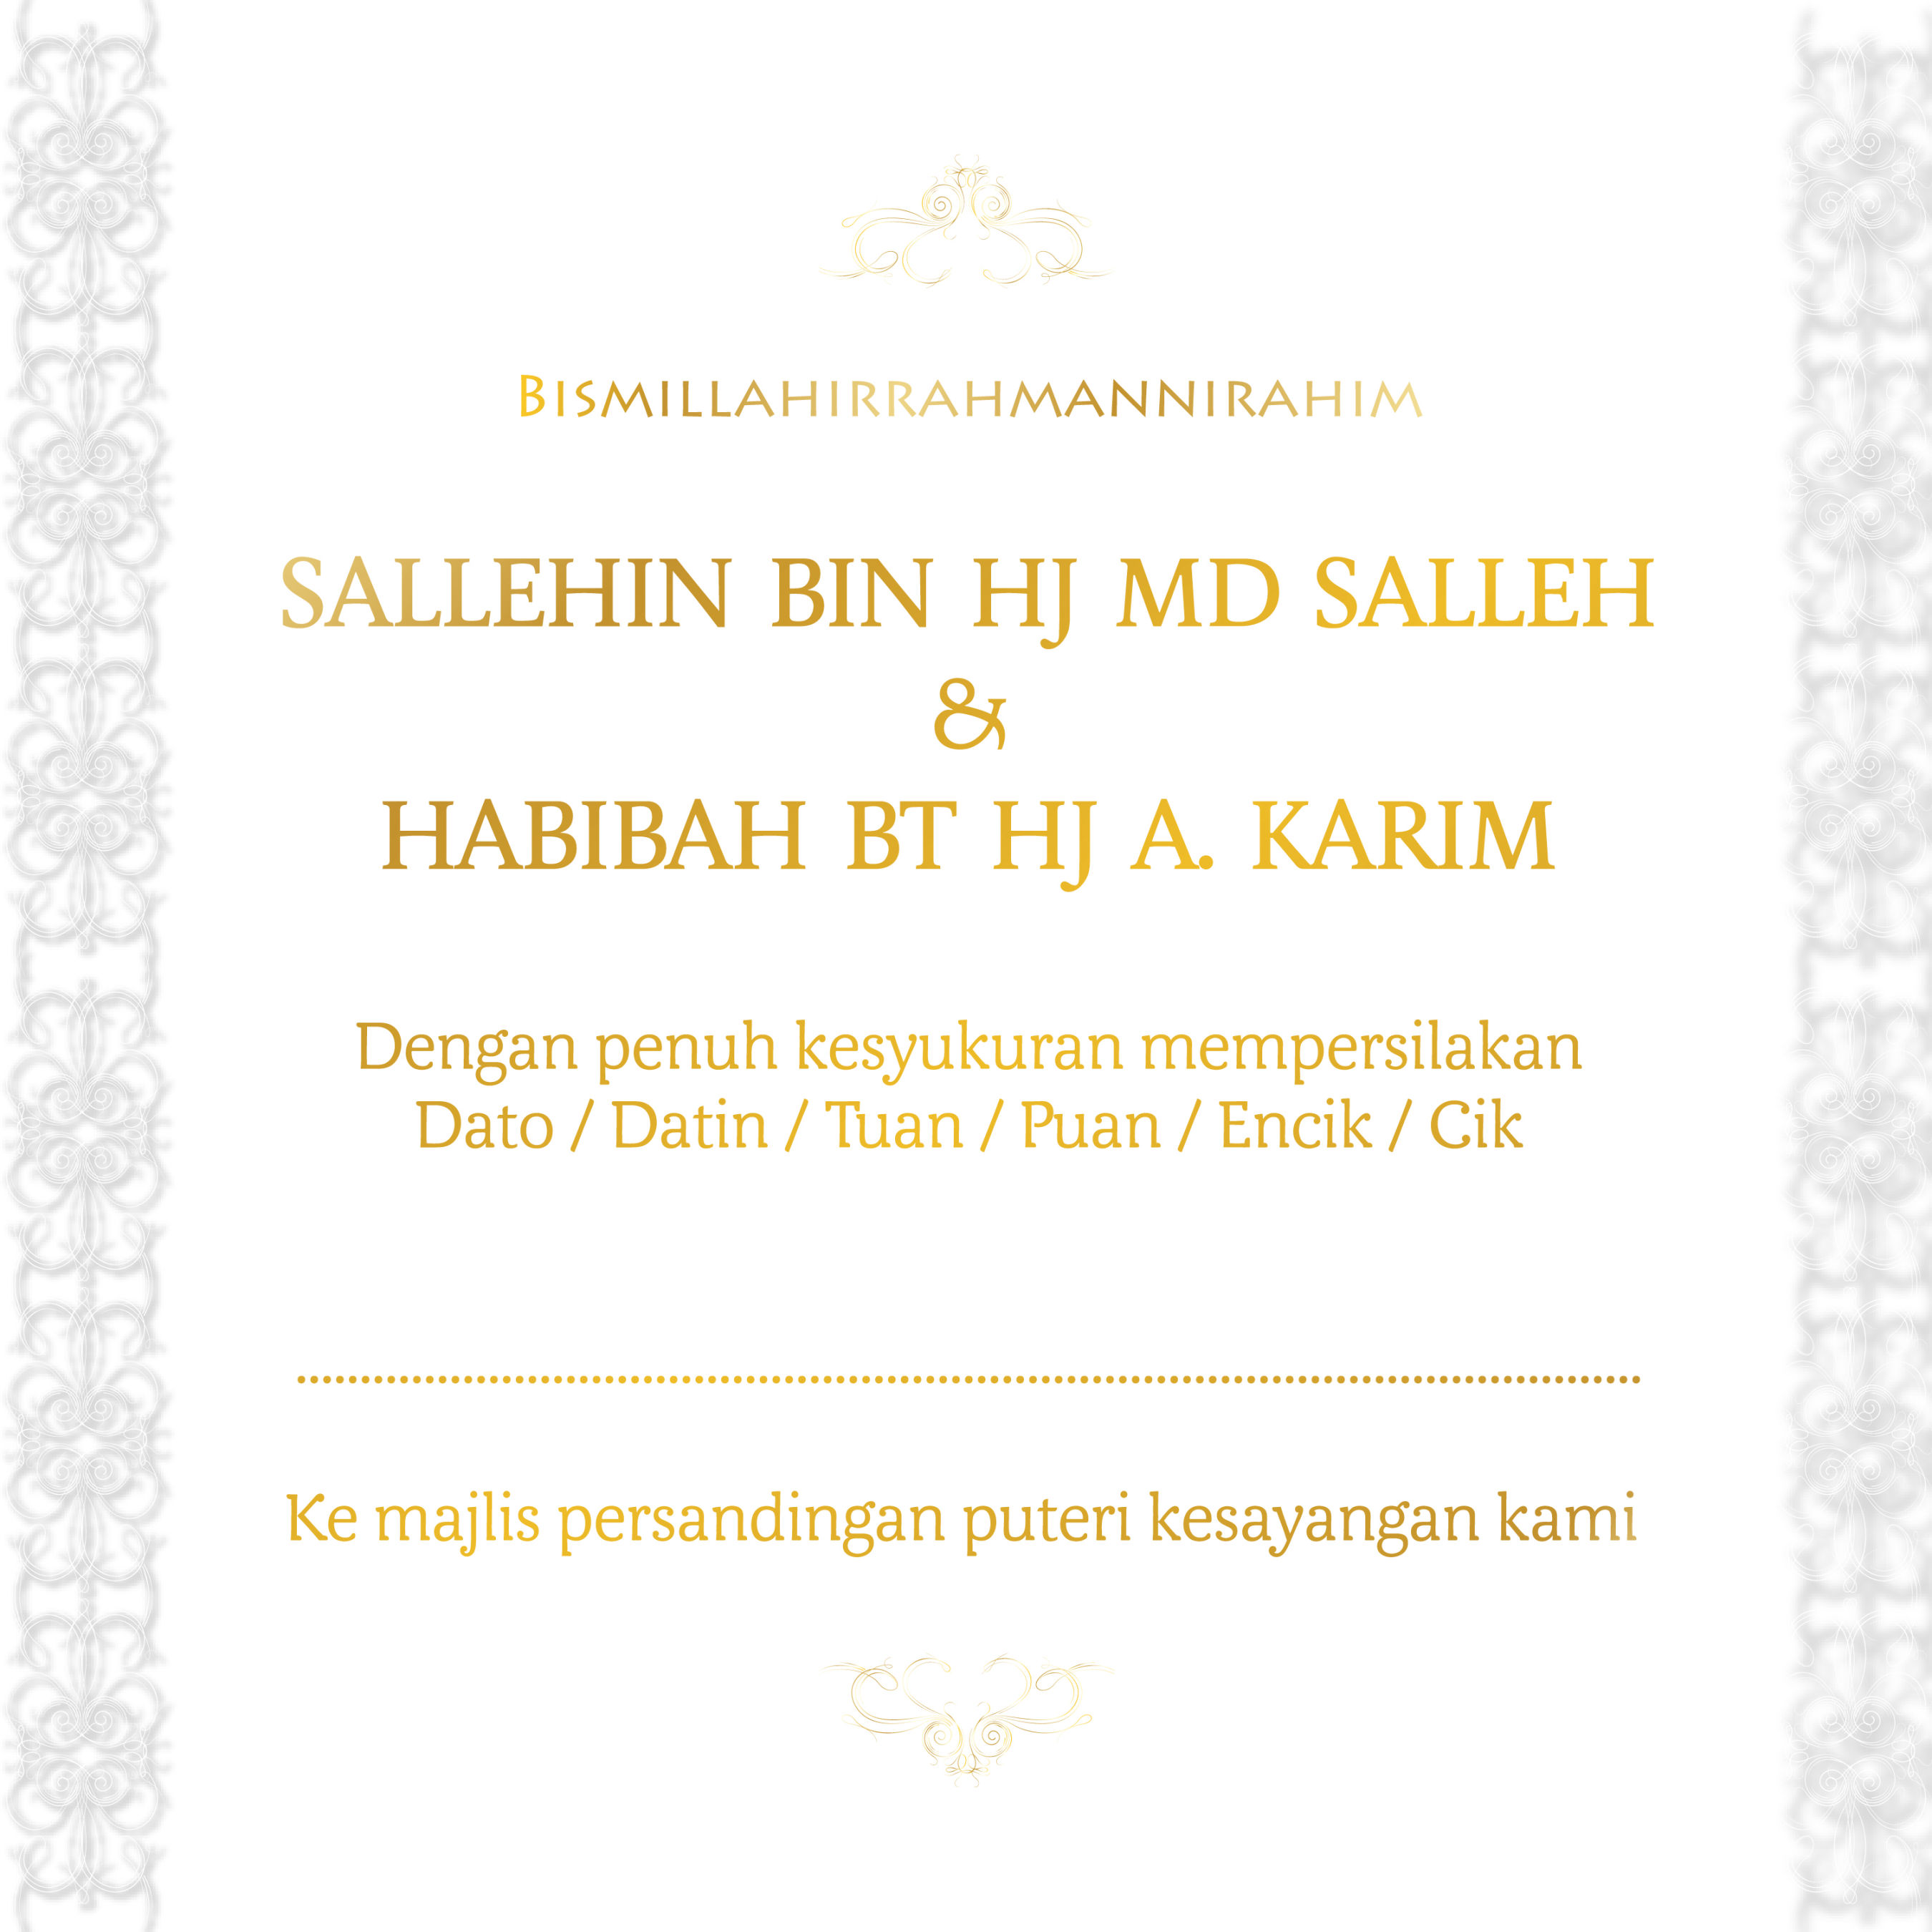 Bismillahirrahmannirahim
SALLEHIN BIN HJ MD SALLEH
&
HABIBAH BT HJ A. KARIM
Dengan penuh kesyukuran mempersilakan
Dato / Datin / Tuan / Puan / Encik / Cik
Ke majlis persandingan puteri kesayangan kami